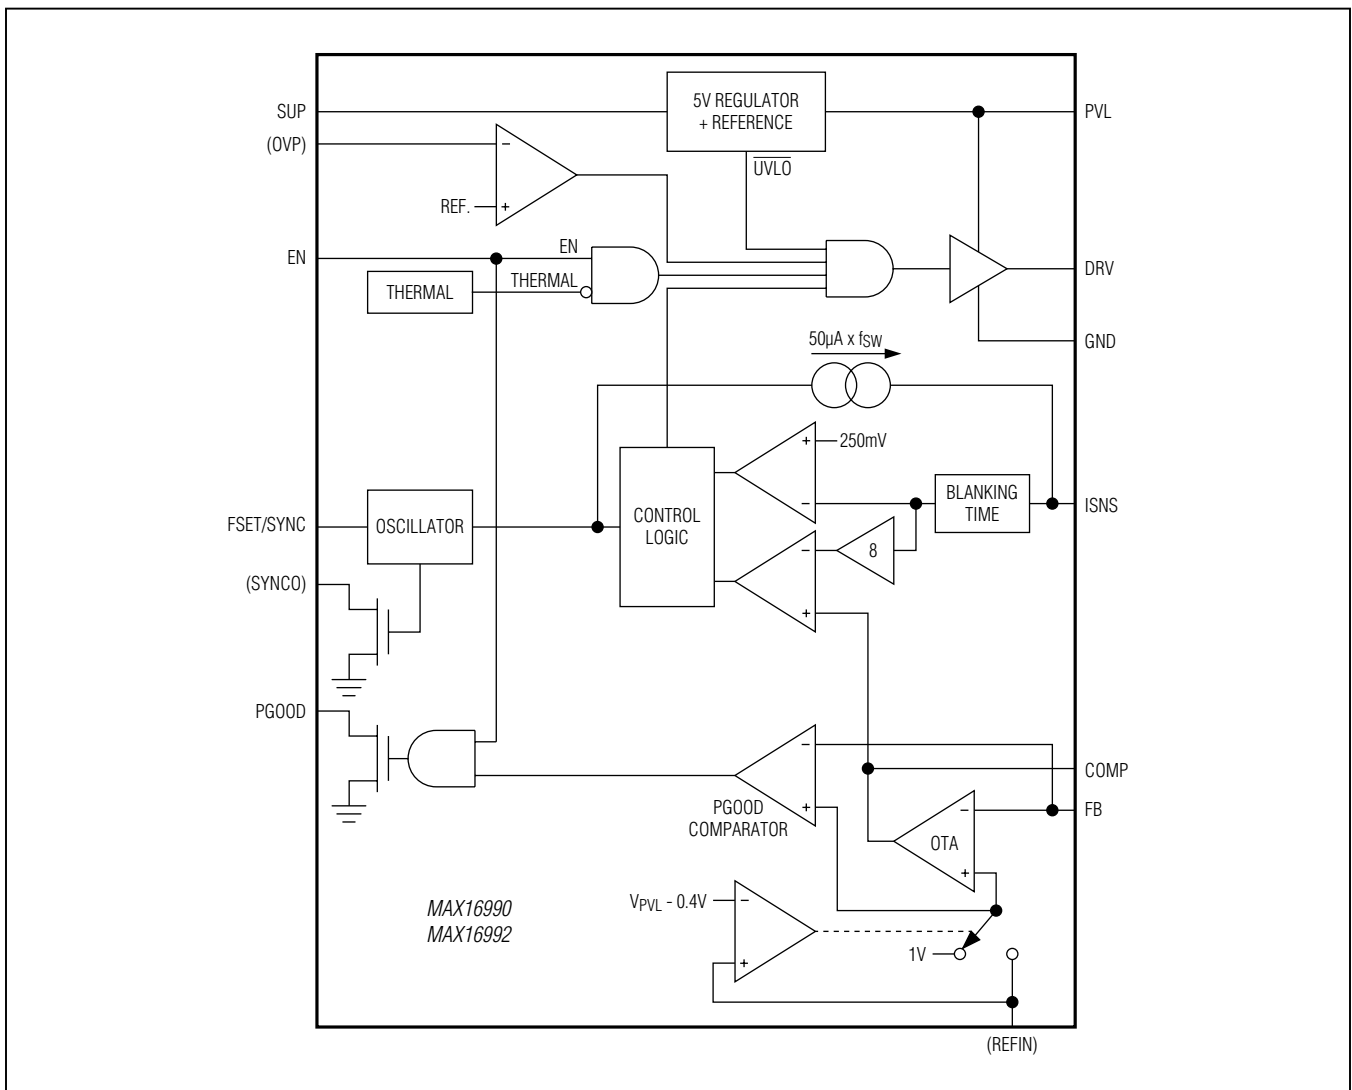 5V REGULATOR
+ REFERENCE
SUP
PVL
(OVP)
−
UVLO
REF.
+
EN
EN
DRV
THERMAL
THERMAL
GND
50µA x fSW
+
250mV
BLANKING
TIME
−
ISNS
FSET/SYNC
OSCILLATOR
CONTROL
LOGIC
−
8
(SYNCO)
+
PGOOD
−
COMP
PGOOD
COMPARATOR
+
−
FB
OTA
+
VPVL - 0.4V
−
MAX16990
MAX16992
1V
+
(REFIN)